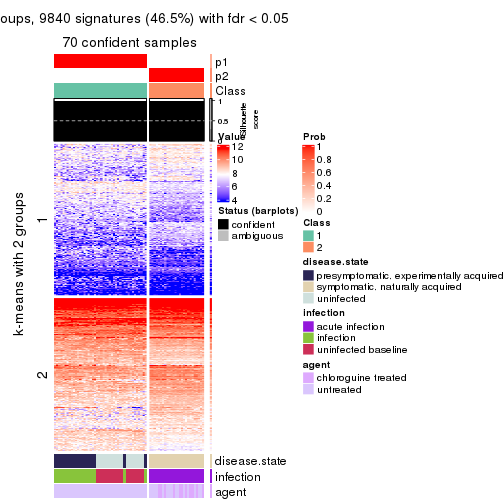 oups, 9840 signatures (46.5%) with fdr < 0.05
70 confident samples
p1
p2
Class
1
0.5
0
Silhouette
score
k-means with 2 groups
1
2
disease.state
infection
agent
Value
12
10
8
6
4
Status (barplots)
confident
ambiguous
Prob
1
0.8
0.6
0.4
0.2
0
Class
1
2
disease.state
presymptomatic. experimentally acquired
symptomatic. naturally acquired
uninfected
infection
acute infection
infection
uninfected baseline
agent
chloroguine treated
untreated